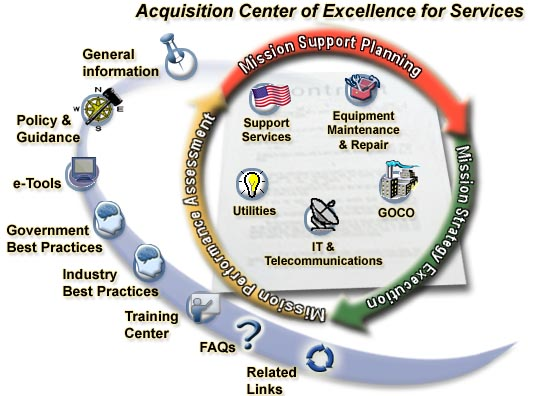 Acquisition Center of Excellence for Services
General
information
Policy &
Guidance
N
W
E
S
e-Tools
Government
Best Practices
Industry
Best Practices
Training
Center
FAQs
Related
Links
Mission Support Planning
Mission Strategy Execution
Mission Performance Assessment
Support
Services
Equipment
Maintenance
& Repair
Utilities
GOCO
IT &
Telecommunications